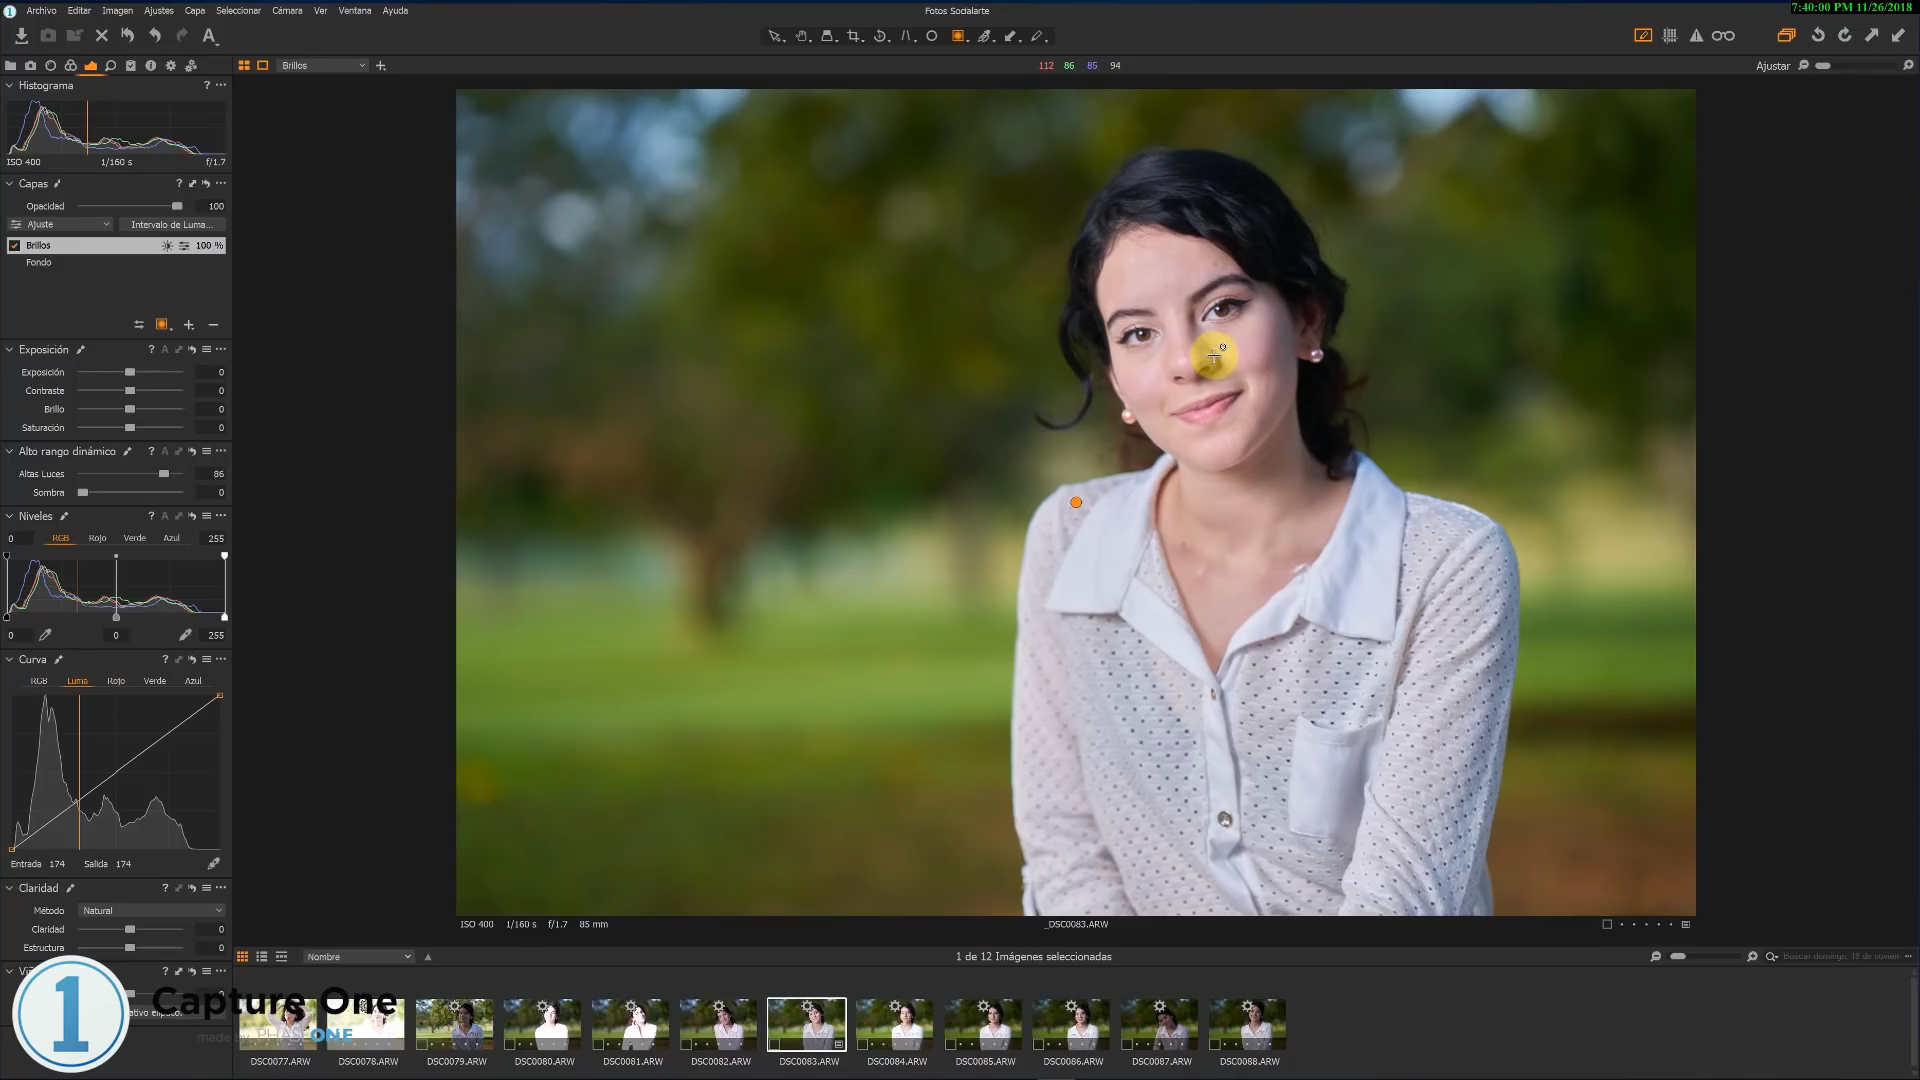 Archivo Editar Imagen Ajustes Capa Seleccionar Cámara Ver Ventana Ayuda
Fotos Socialarte
7:40:00 PM 11/26/2018
Brillos
112 86 85 94
Ajustar
Histograma
ISO 400 1/160 s f/1.7
Capas
Opacidad 100
Ajuste Intervalo de Luma...
Brillos 100 %
Fondo
Exposición
Exposición 0
Contraste 0
Brillo 0
Saturación 0
Alto rango dinámico
Altas Luces 86
Sombra 0
Niveles
0 RGB Rojo Verde Azul 255
0 0 255
Curva
RGB Luma Rojo Verde Azul
Entrada 174 Salida 174
Claridad
Método Natural
Claridad 0
Estructura 0
ISO 400 1/160 s f/1.7 85 mm
_DSC0083.ARW
Nombre
1 de 12 Imágenes seleccionadas
Capture One
made by PHASEONE
DSC0077.ARW
DSC0078.ARW
DSC0079.ARW
DSC0080.ARW
DSC0081.ARW
DSC0082.ARW
DSC0083.ARW
DSC0084.ARW
DSC0085.ARW
DSC0086.ARW
DSC0087.ARW
DSC0088.ARW